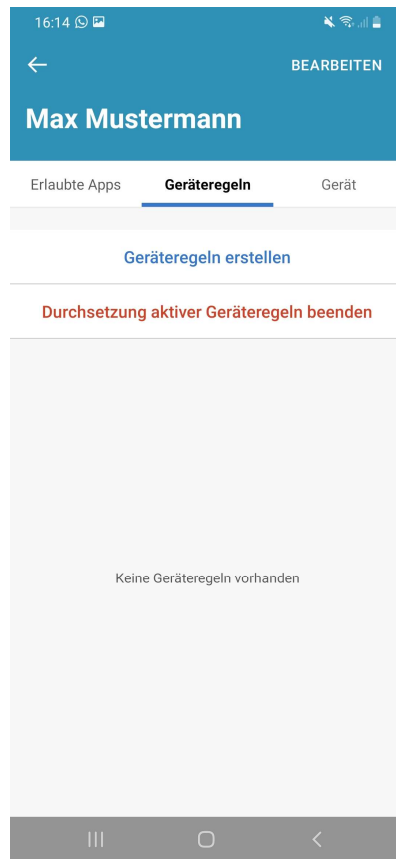 16:14
BEARBEITEN
Max Mustermann
Erlaubte Apps Geräteregeln Gerät
Geräteregeln erstellen
Durchsetzung aktiver Geräteregeln beenden
Keine Geräteregeln vorhanden